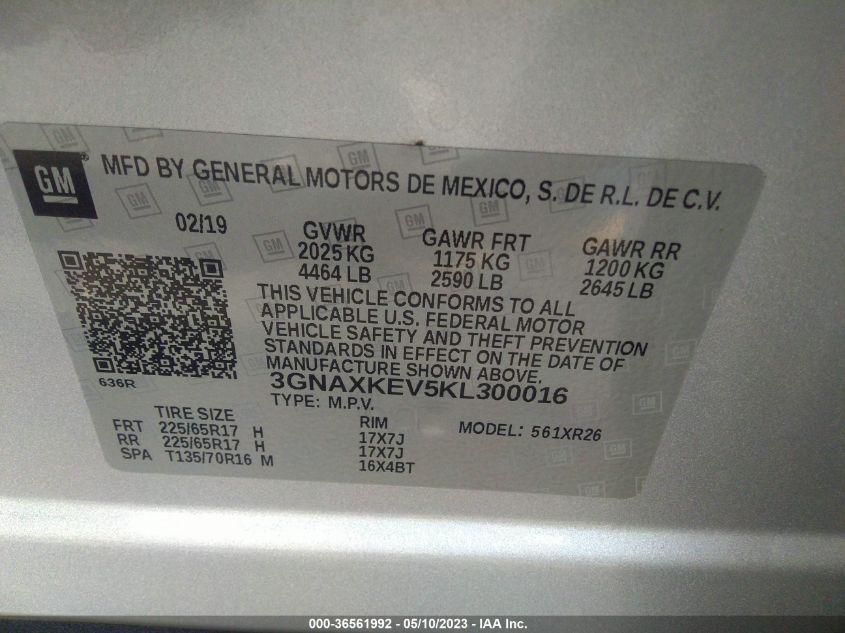 GM ® MFD BY GENERAL MOTORS DE MEXICO, S. DE R.L. DE C.V.
02/19 GVWR GAWR FRT GAWR RR
2025 KG 1175 KG 1200 KG
4464 LB 2590 LB 2645 LB
THIS VEHICLE CONFORMS TO ALL
APPLICABLE U.S. FEDERAL MOTOR
VEHICLE SAFETY AND THEFT PREVENTION
STANDARDS IN EFFECT ON THE DATE OF
MANUFACTURE SHOWN ABOVE.
636R 3GNAXKEV5KL300016
TYPE: M.P.V.
TIRE SIZE RIM MODEL: 561XR26
FRT 225/65R17 H 17X7J
RR 225/65R17 H 17X7J
SPA T135/70R16 M 16X4BT
000-36561992 - 05/10/2023 - IAA Inc.